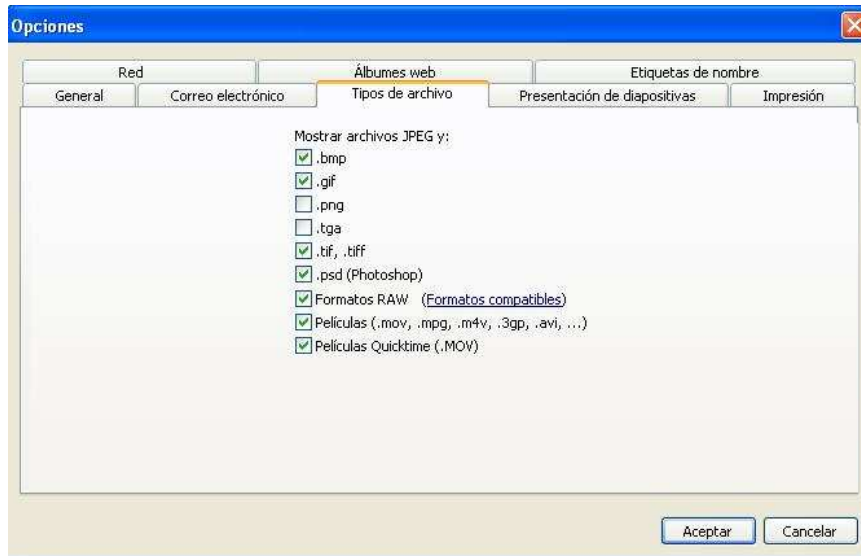 Opciones
Red Álbumes web Etiquetas de nombre
General Correo electrónico Tipos de archivo Presentación de diapositivas Impresión
Mostrar archivos JPEG y:
.bmp
.gif
.png
.tga
.tif, .tiff
.psd (Photoshop)
Formatos RAW (Formatos compatibles)
Películas (.mov, .mpg, .m4v, .3gp, .avi, ...)
Películas Quicktime (.MOV)
Aceptar Cancelar